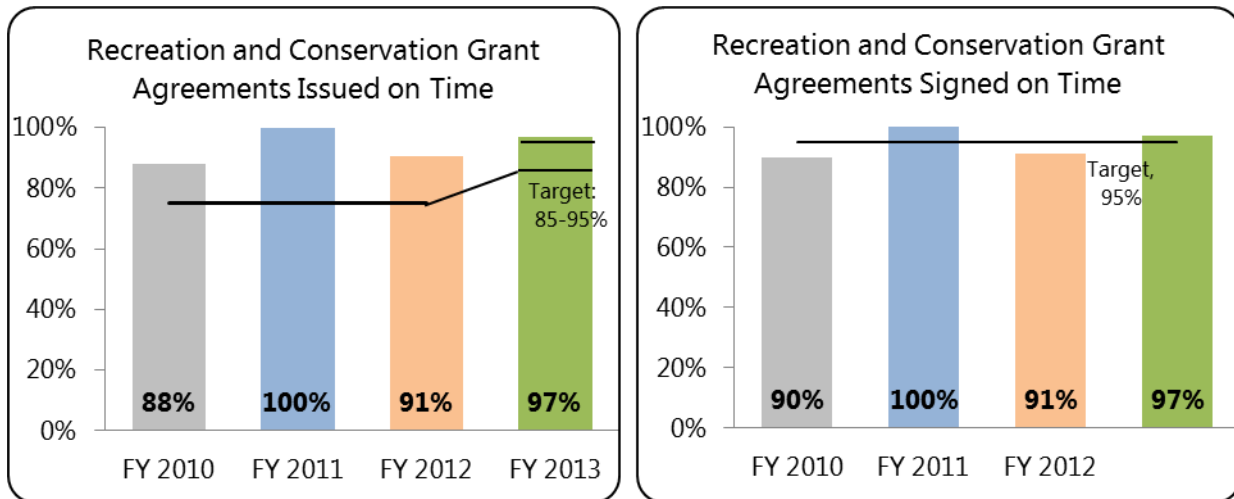 Recreation and Conservation Grant
Agreements Issued on Time
100%
80%
60%
40%
20%
0%
Target:
85-95%
88% 100% 91% 97%
FY 2010 FY 2011 FY 2012 FY 2013
Recreation and Conservation Grant
Agreements Signed on Time
100%
80%
60%
40%
20%
0%
Target,
95%
90% 100% 91% 97%
FY 2010 FY 2011 FY 2012